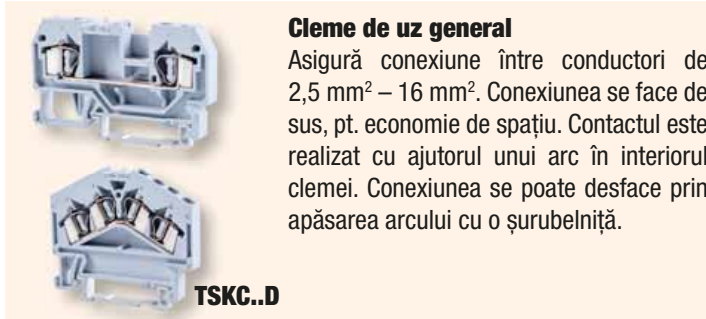 Cleme de uz general
Asigură conexiune între conductori de
2,5 mm² – 16 mm². Conexiunea se face de
sus, pt. economie de spațiu. Contactul este
realizat cu ajutorul unui arc în interiorul
clemei. Conexiunea se poate desface prin
apăsarea arcului cu o șurubelniță.
TSKC..D